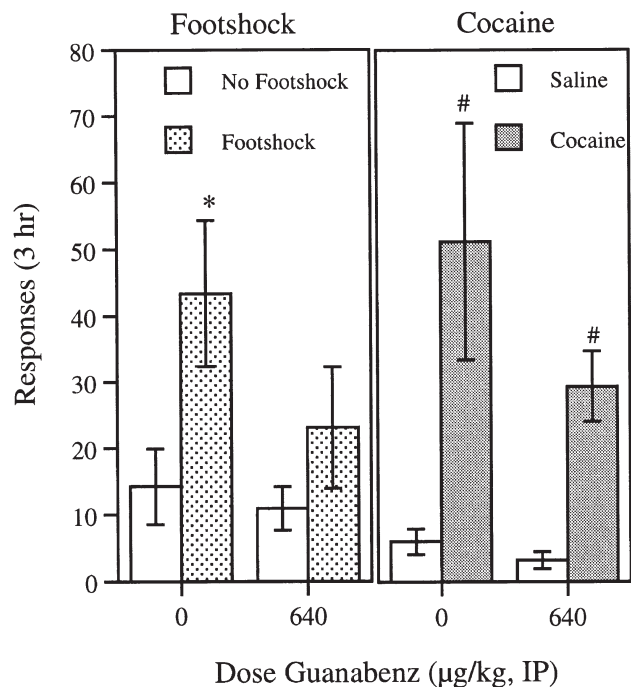 Footshock
Cocaine
80
70
60
50
40
30
20
10
0
Responses (3 hr)
No Footshock
Footshock
*
Saline
Cocaine
#
#
0
640
0
640
Dose Guanabenz (µg/kg, IP)